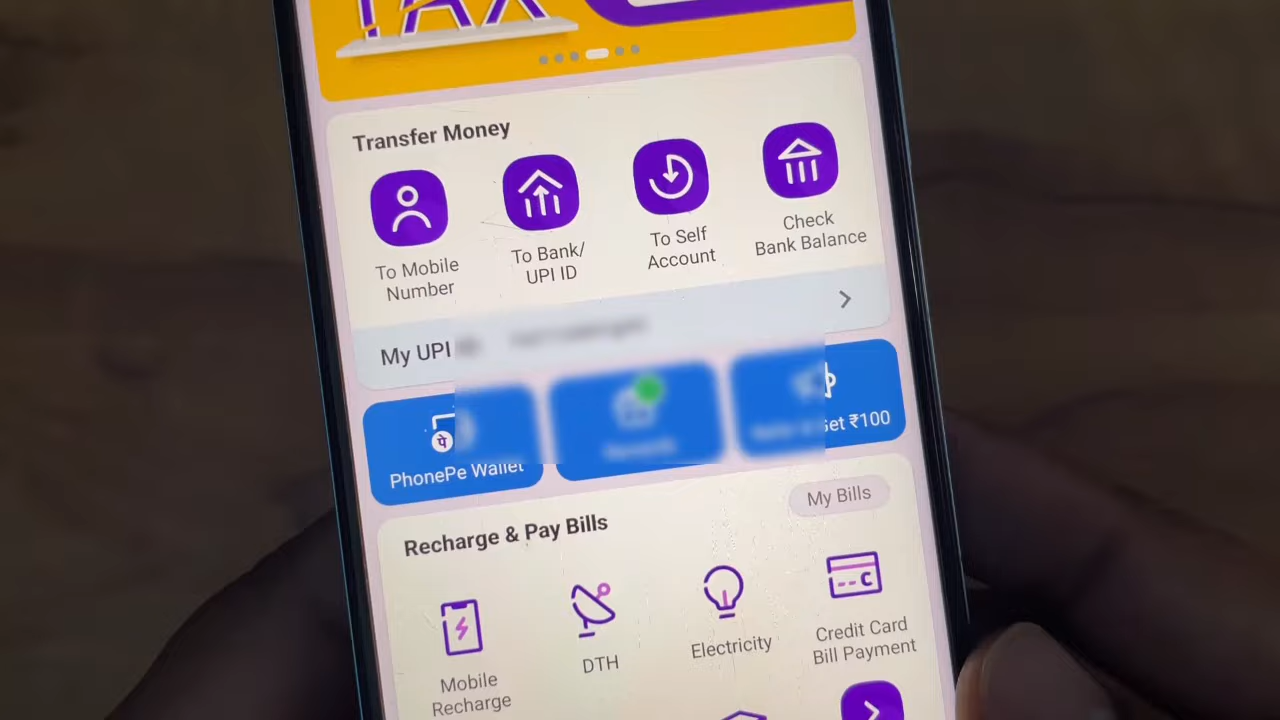 TAX
Transfer Money
To Mobile
Number
To Bank/
UPI ID
To Self
Account
Check
Bank Balance
My UPI
पे
PhonePe Wallet
Get ₹100
Recharge & Pay Bills
My Bills
Mobile
Recharge
DTH
Electricity
Credit Card
Bill Payment